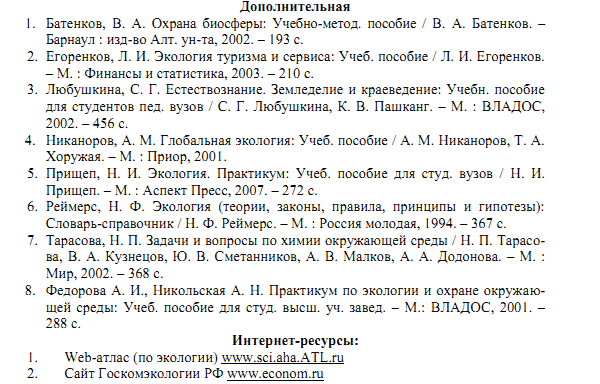 Дополнительная
1. Батенков, В. А. Охрана биосферы: Учебно-метод. пособие / В. А. Батенков. –
Барнаул : изд-во Алт. ун-та, 2002. – 193 с.
2. Егоренков, Л. И. Экология туризма и сервиса: Учеб. пособие / Л. И. Егоренков.
– М. : Финансы и статистика, 2003. – 210 с.
3. Любушкина, С. Г. Естествознание. Земледелие и краеведение: Учебн. пособие
для студентов пед. вузов / С. Г. Любушкина, К. В. Пашканг. – М. : ВЛАДОС,
2002. – 456 с.
4. Никаноров, А. М. Глобальная экология: Учеб. пособие / А. М. Никаноров, Т. А.
Хоружая. – М. : Приор, 2001.
5. Прищеп, Н. И. Экология. Практикум: Учеб. пособие для студ. вузов / Н. И.
Прищеп. – М. : Аспект Пресс, 2007. – 272 с.
6. Реймерс, Н. Ф. Экология (теории, законы, правила, принципы и гипотезы):
Словарь-справочник / Н. Ф. Реймерс. – М. : Россия молодая, 1994. – 367 с.
7. Тарасова, Н. П. Задачи и вопросы по химии окружающей среды / Н. П. Тарасо-
ва, В. А. Кузнецов, Ю. В. Сметанников, А. В. Малков, А. А. Додонова. – М. :
Мир, 2002. – 368 с.
8. Федорова А. И., Никольская А. Н. Практикум по экологии и охране окружаю-
щей среды: Учеб. пособие для студ. высш. уч. завед. – М.: ВЛАДОС, 2001. –
288 с.
Интернет-ресурсы:
1. Web-атлас (по экологии) www.sci.aha.ATL.ru
2. Сайт Госкомэкологии РФ www.econom.ru